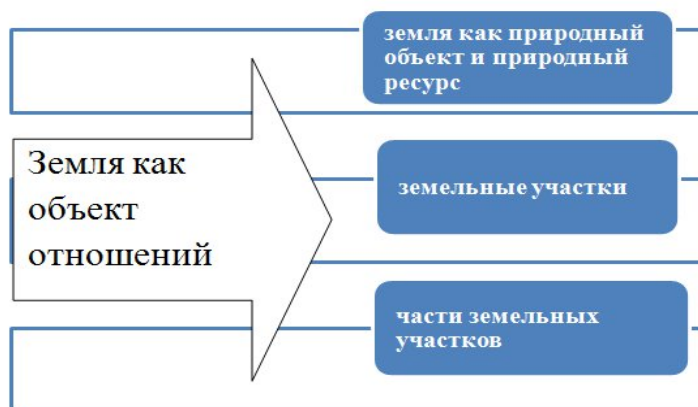 земля как природный
объект и природный
ресурс
Земля как
объект
отношений
земельные участки
части земельных
участков